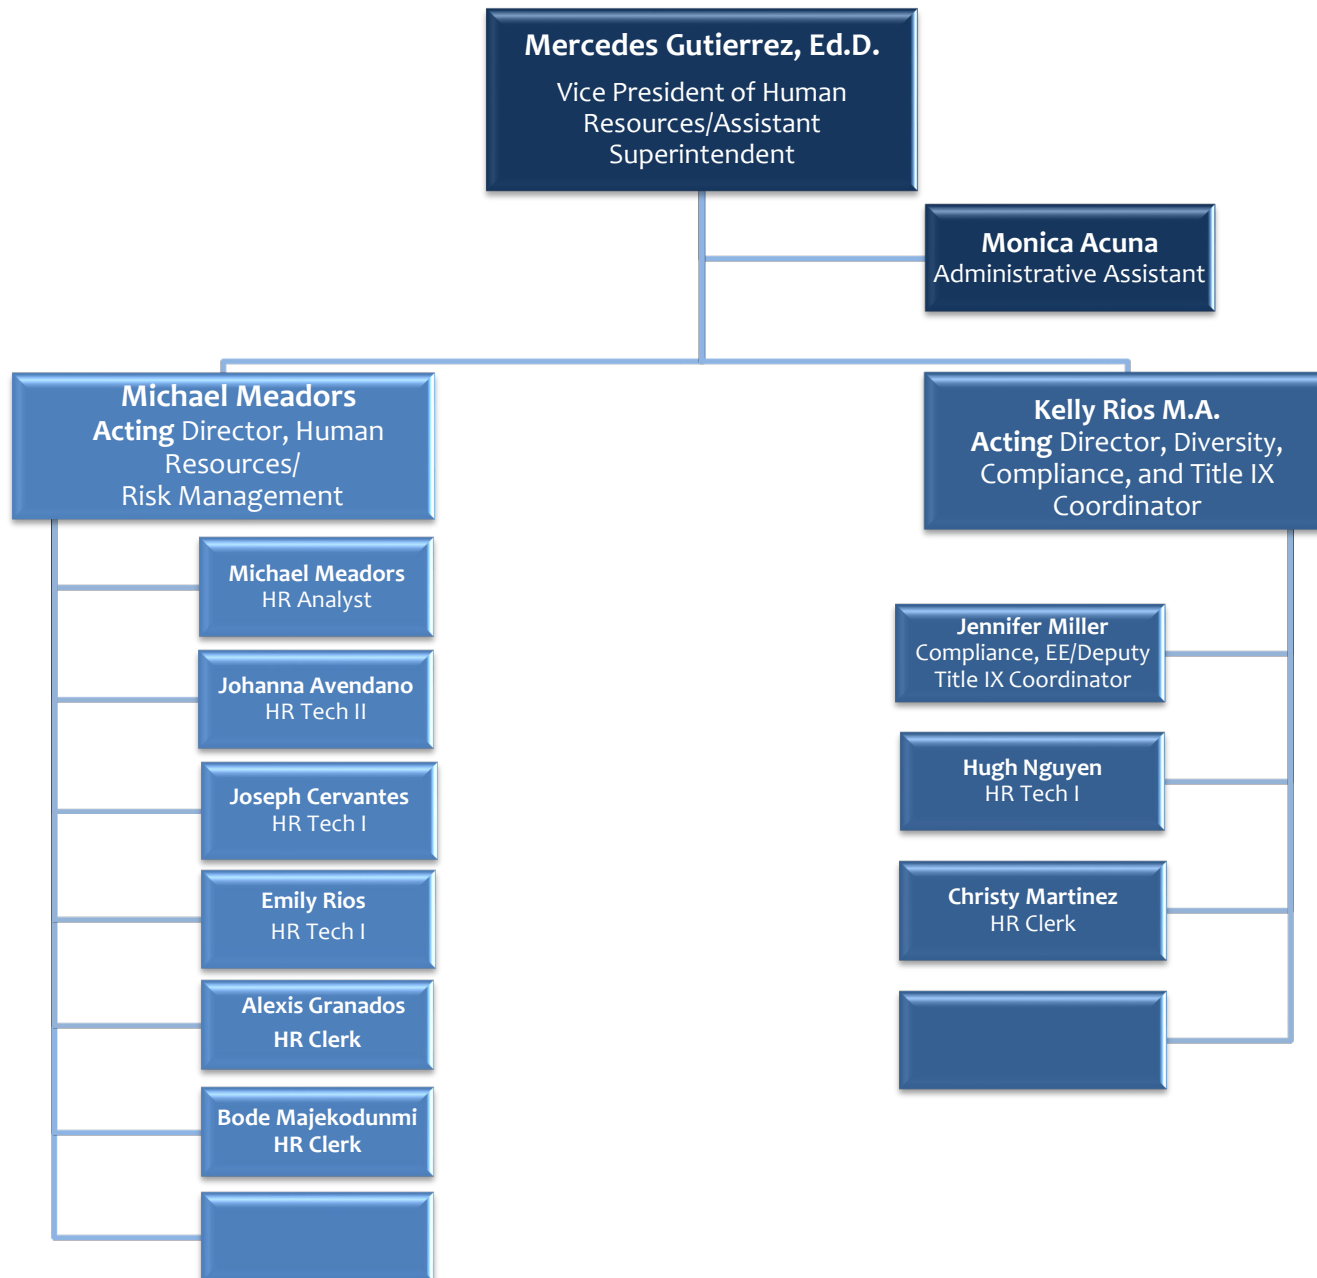 Mercedes Gutierrez, Ed.D.
Vice President of Human
Resources/Assistant
Superintendent
Monica Acuna
Administrative Assistant
Michael Meadors
Acting Director, Human
Resources/
Risk Management
Kelly Rios M.A.
Acting Director, Diversity,
Compliance, and Title IX
Coordinator
Michael Meadors
HR Analyst
Johanna Avendano
HR Tech II
Joseph Cervantes
HR Tech I
Emily Rios
HR Tech I
Alexis Granados
HR Clerk
Bode Majekodunmi
HR Clerk
Jennifer Miller
Compliance, EE/Deputy
Title IX Coordinator
Hugh Nguyen
HR Tech I
Christy Martinez
HR Clerk